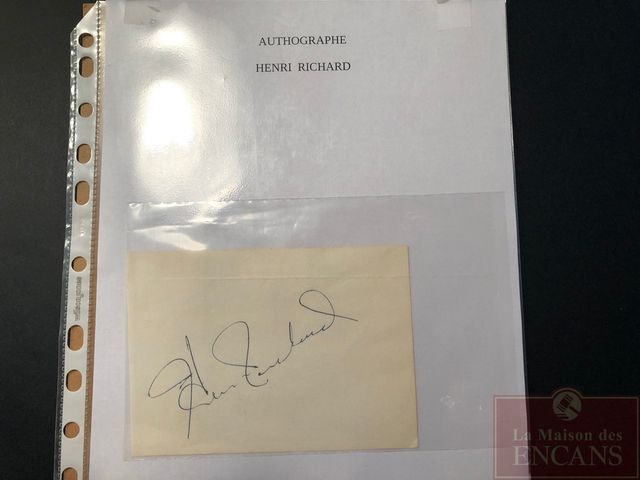 AUTHOGRAPHE
HENRI RICHARD
Henri Richard
La Maison des
ENCANS